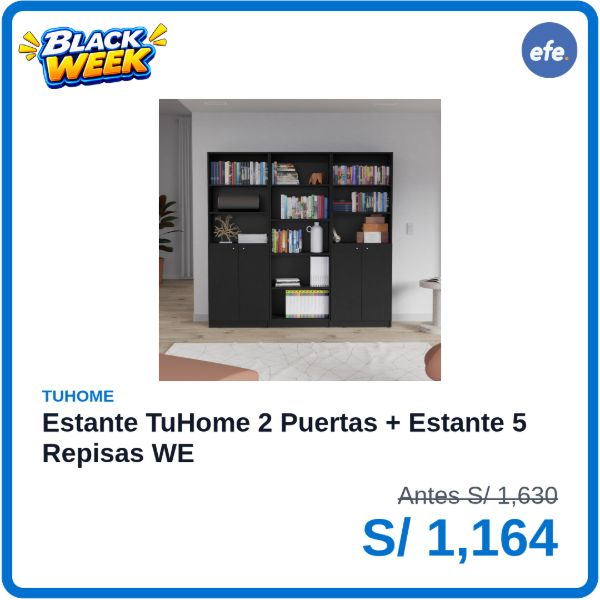 BLACK
WEEK
efe.
TUHOME
Estante TuHome 2 Puertas + Estante 5
Repisas WE
Antes S/ 1,630
S/ 1,164